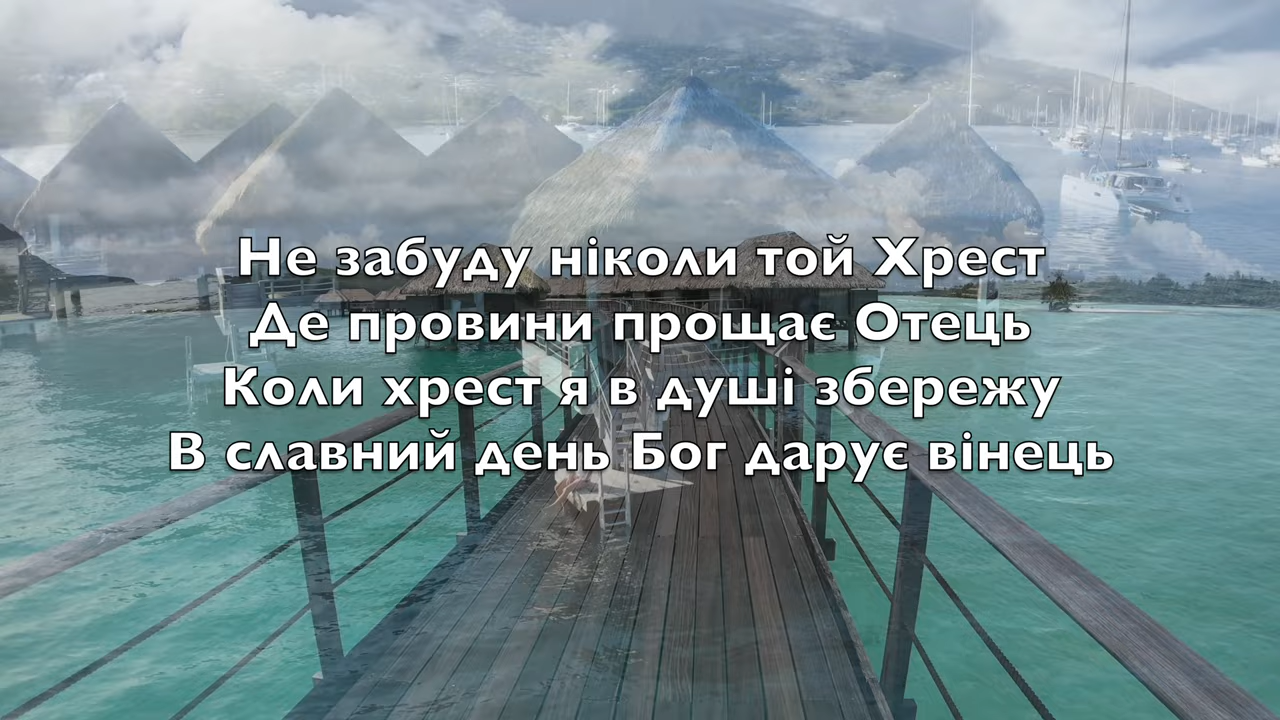 Не забуду ніколи той Хрест
Де провини прощає Отець
Коли хрест я в душі збережу
В славний день Бог дарує вінець